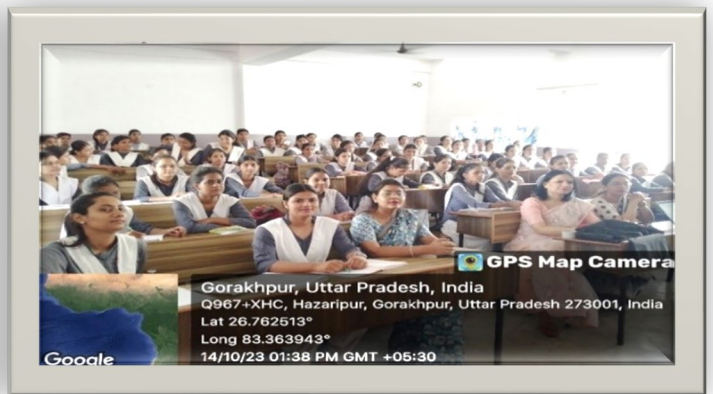 GPS Map Camera
Gorakhpur, Uttar Pradesh, India
Q967+XHC, Hazaripur, Gorakhpur, Uttar Pradesh 273001, India
Lat 26.762513°
Long 83.363943°
14/10/23 01:38 PM GMT +05:30
Google